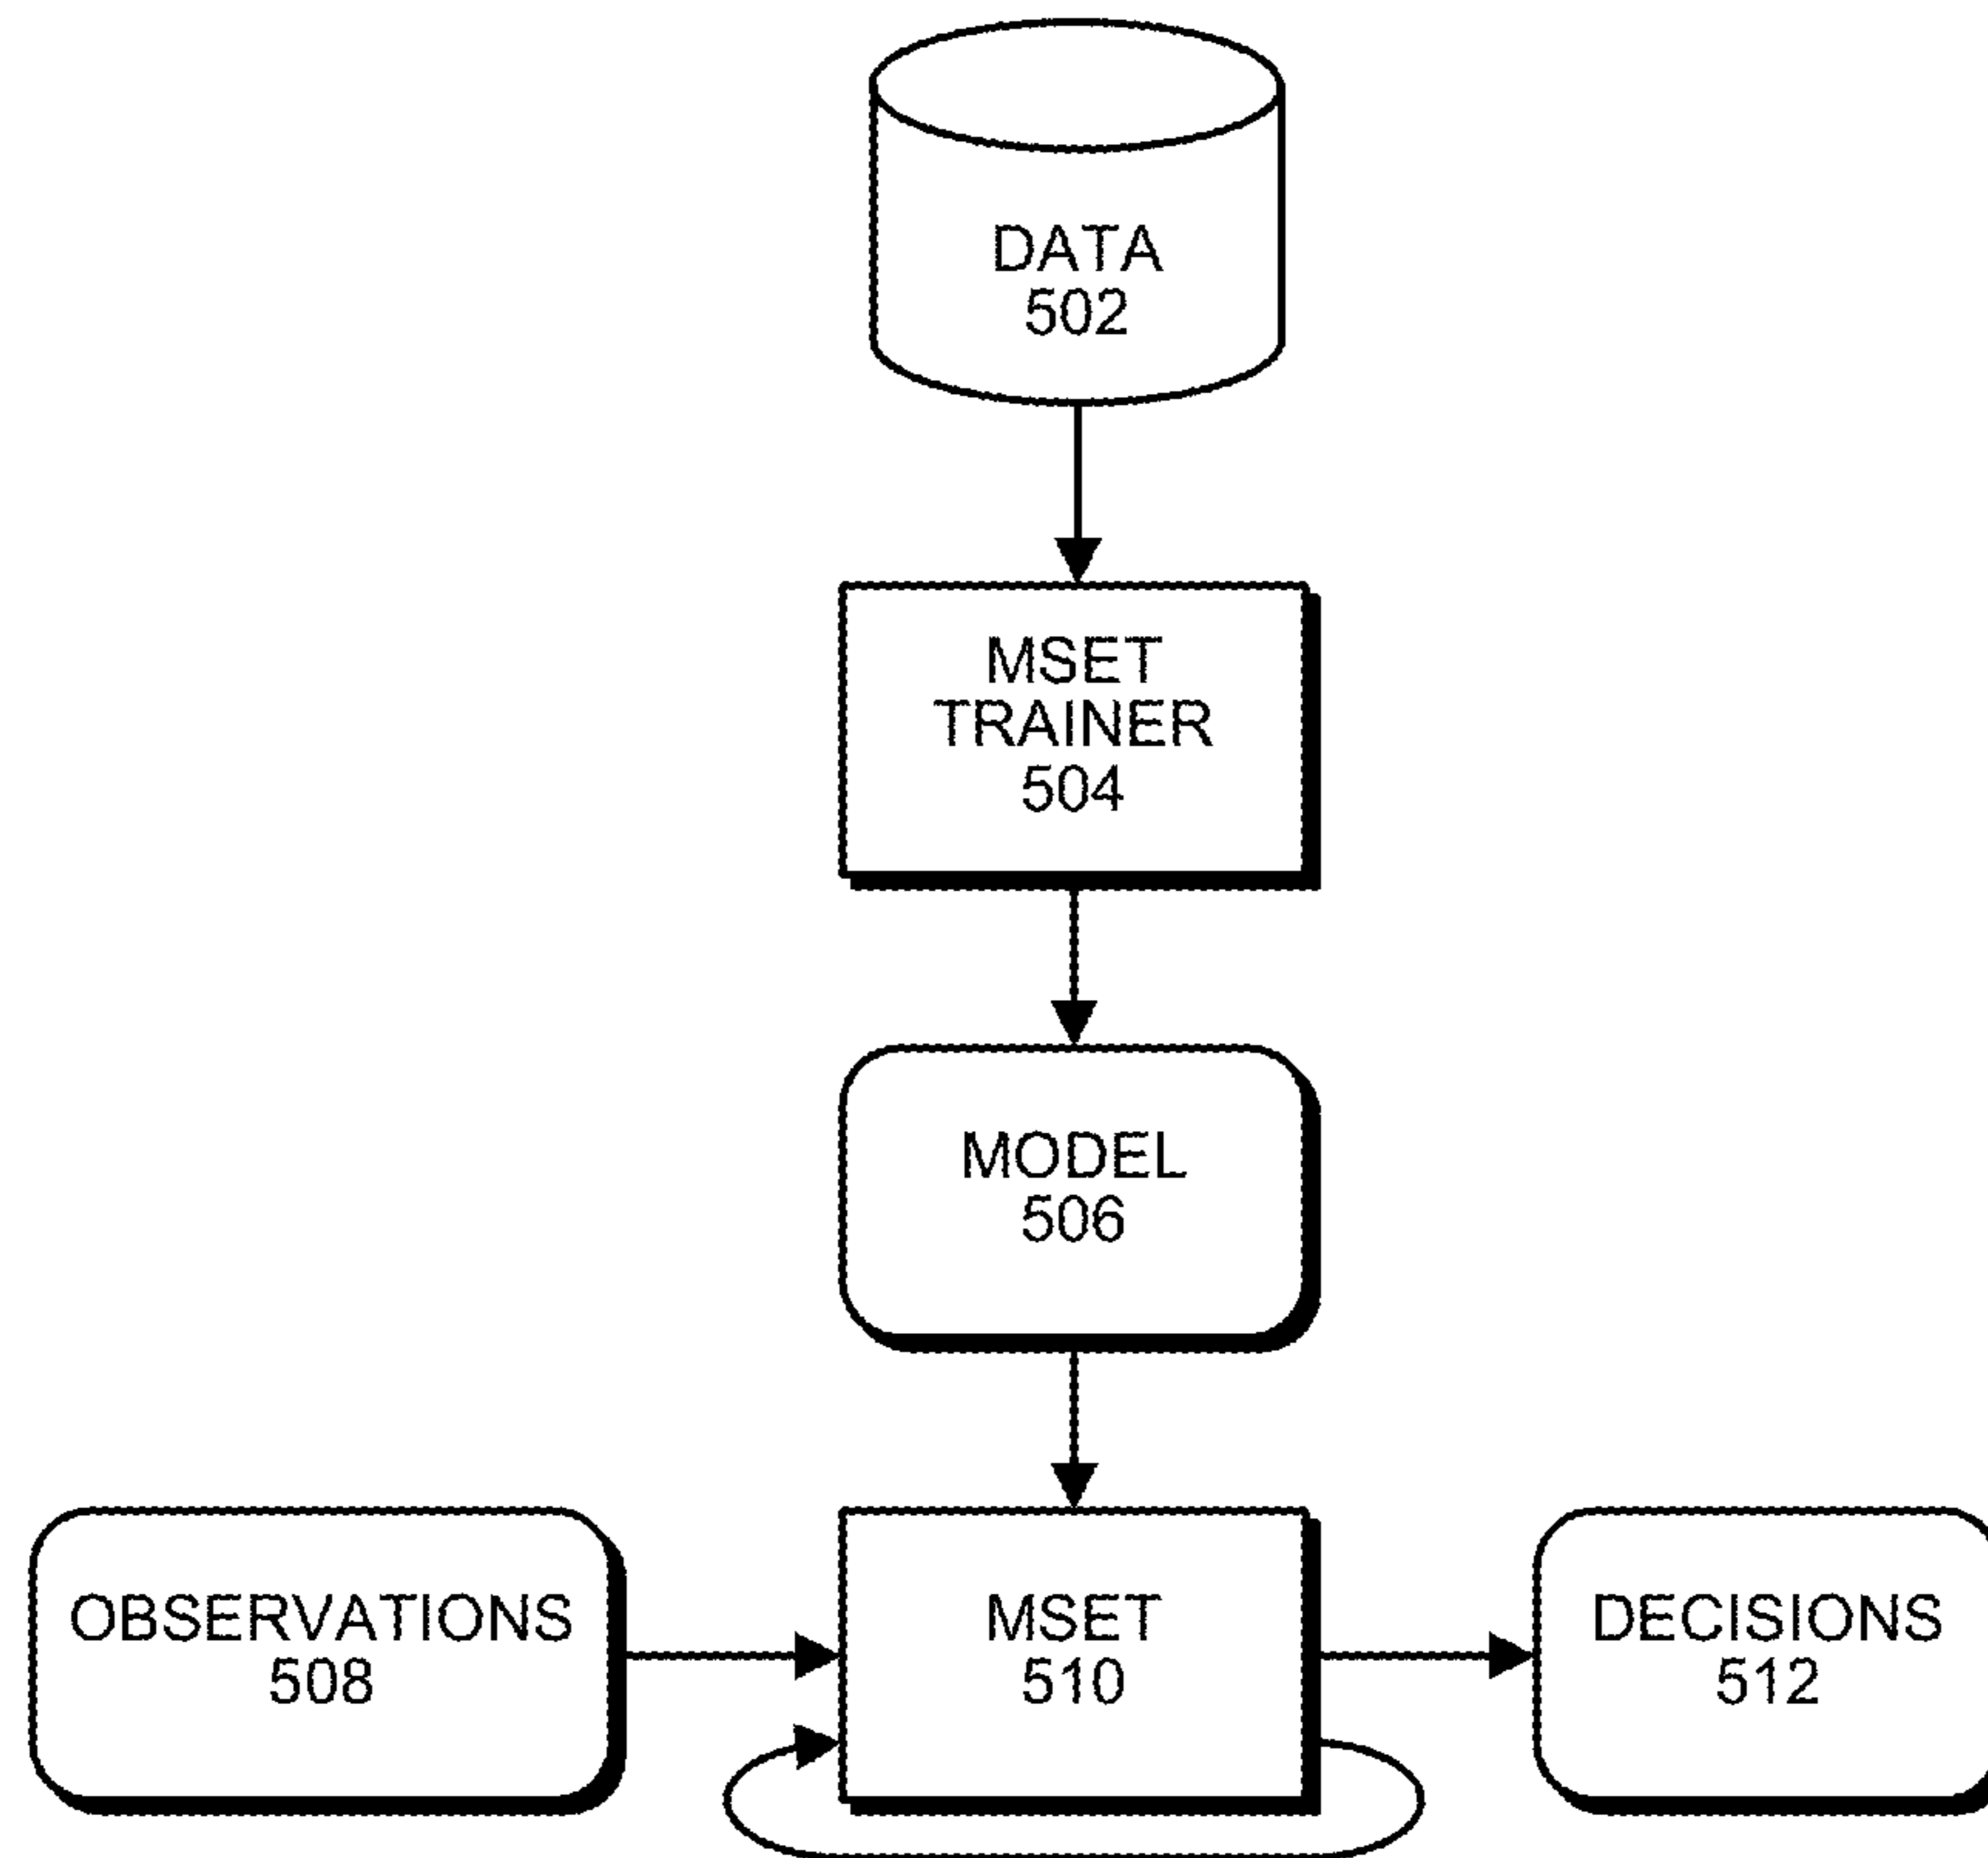 DATA
502
MSET
TRAINER
504
MODEL
506
OBSERVATIONS
508
MSET
510
DECISIONS
512